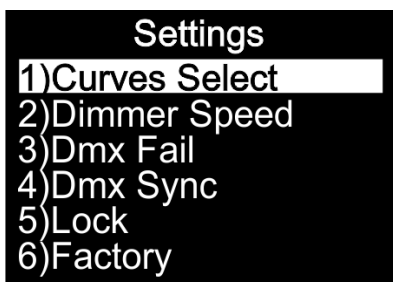 Settings
1)Curves Select
2)Dimmer Speed
3)Dmx Fail
4)Dmx Sync
5)Lock
6)Factory